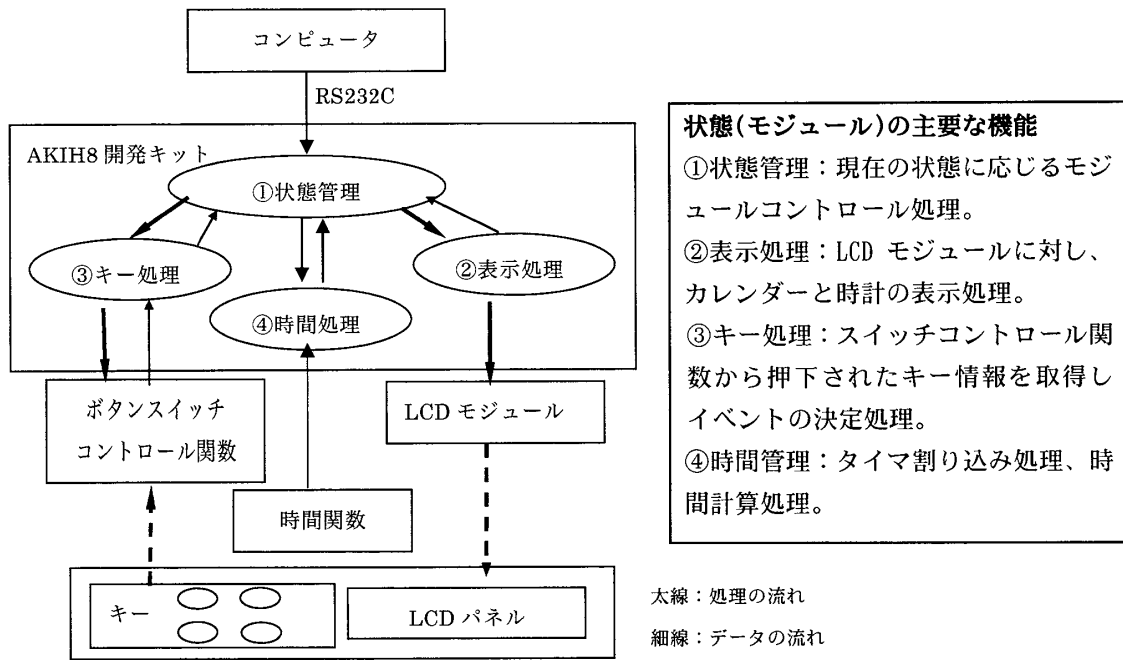 コンピュータ
RS232C
AKIH8 開発キット
①状態管理
③キー処理
②表示処理
④時間処理
ボタンスイッチ
コントロール関数
LCD モジュール
時間関数
キー
LCD パネル
状態(モジュール)の主要な機能
①状態管理：現在の状態に応じるモジ
ュールコントロール処理。
②表示処理：LCD モジュールに対し、
カレンダーと時計の表示処理。
③キー処理：スイッチコントロール関
数から押下されたキー情報を取得し
イベントの決定処理。
④時間管理：タイマ割り込み処理、時
間計算処理。
太線：処理の流れ
細線：データの流れ